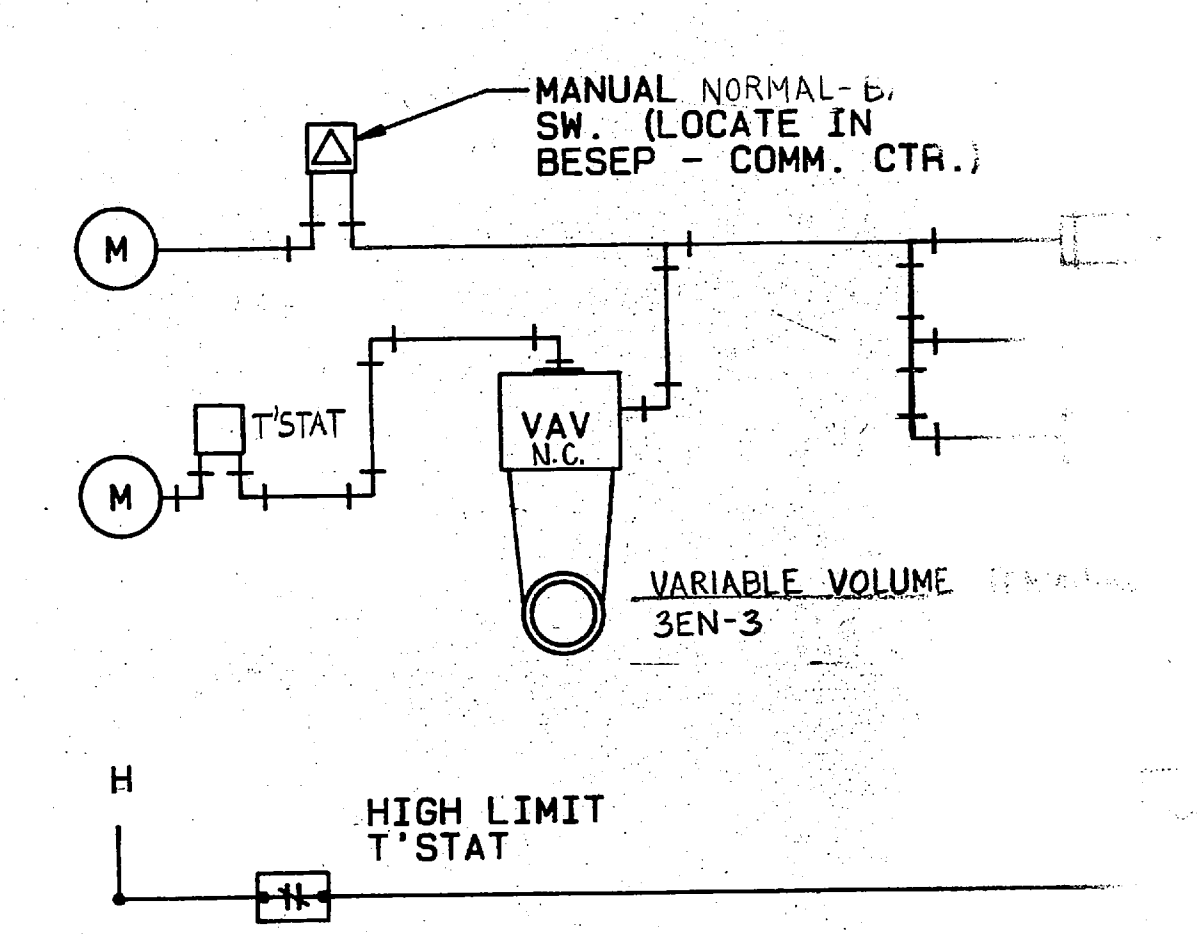 MANUAL NORMAL-
SW. (LOCATE IN
BESEP - COMM. CTR.)
M
T'STAT
VAV
N.C.
M
VARIABLE VOLUME
3EN-3
H
HIGH LIMIT
T'STAT